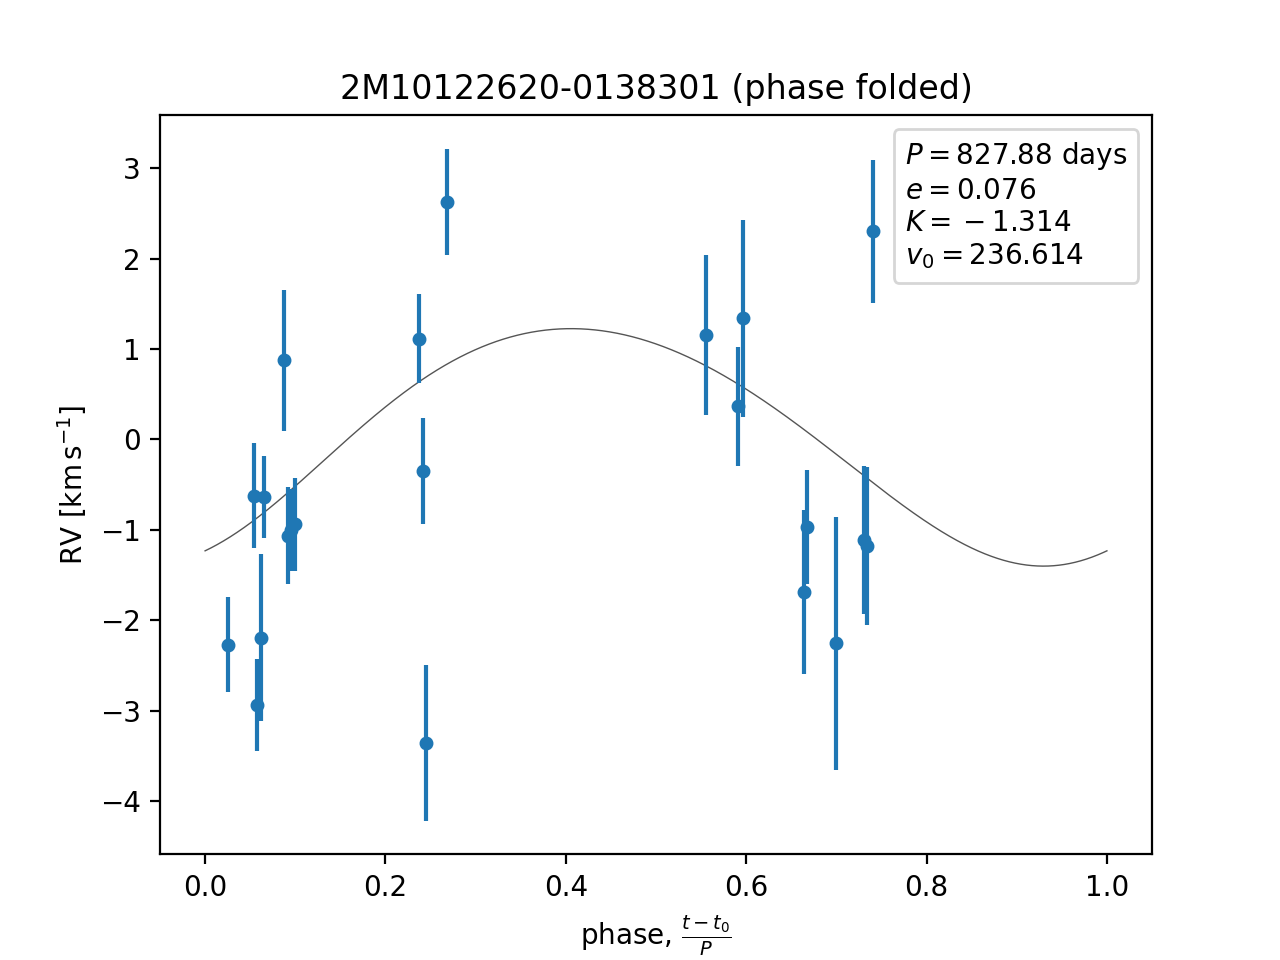 2M10122620-0138301 (phase folded)
P = 827.88 days
e = 0.076
K = −1.314
v₀ = 236.614
3
2
1
0
−1
−2
−3
−4
RV [km s⁻¹]
0.0 0.2 0.4 0.6 0.8 1.0
phase, (t − t₀)/P